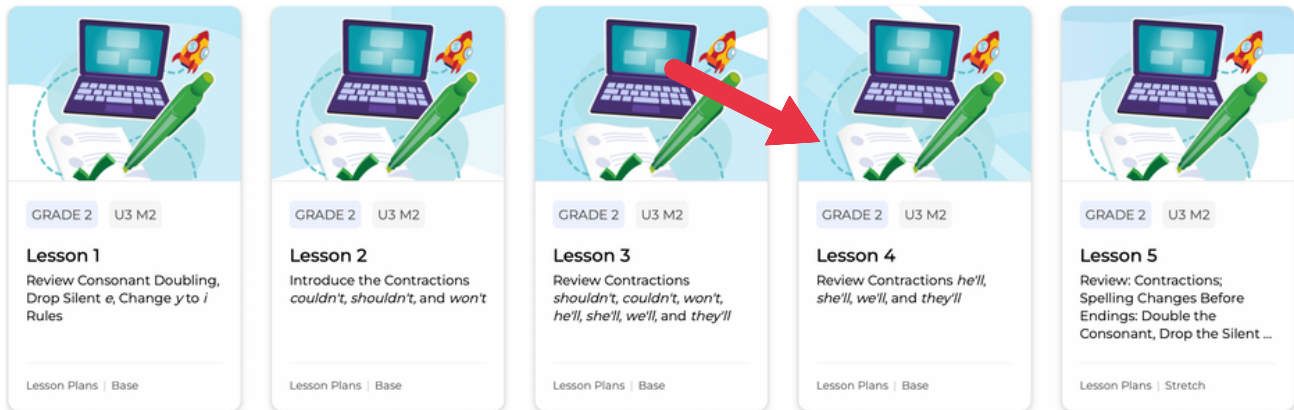 GRADE 2 U3 M2
Lesson 1
Review Consonant Doubling,
Drop Silent e, Change y to i
Rules
Lesson Plans | Base
GRADE 2 U3 M2
Lesson 2
Introduce the Contractions
couldn't, shouldn't, and won't
Lesson Plans | Base
GRADE 2 U3 M2
Lesson 3
Review Contractions
shouldn't, couldn't, won't,
he'll, she'll, we'll, and they'll
Lesson Plans | Base
GRADE 2 U3 M2
Lesson 4
Review Contractions he'll,
she'll, we'll, and they'll
Lesson Plans | Base
GRADE 2 U3 M2
Lesson 5
Review: Contractions;
Spelling Changes Before
Endings: Double the
Consonant, Drop the Silent ...
Lesson Plans | Stretch